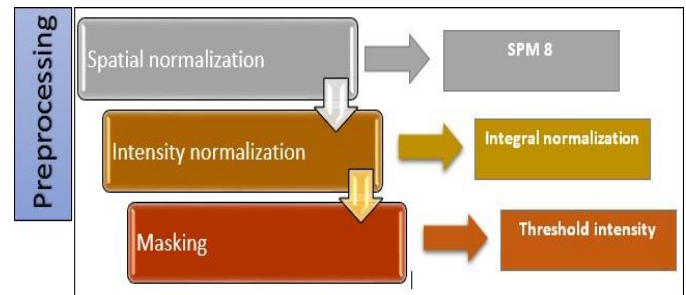 Preprocessing
Spatial normalization
SPM 8
Intensity normalization
Integral normalization
Masking
Threshold intensity